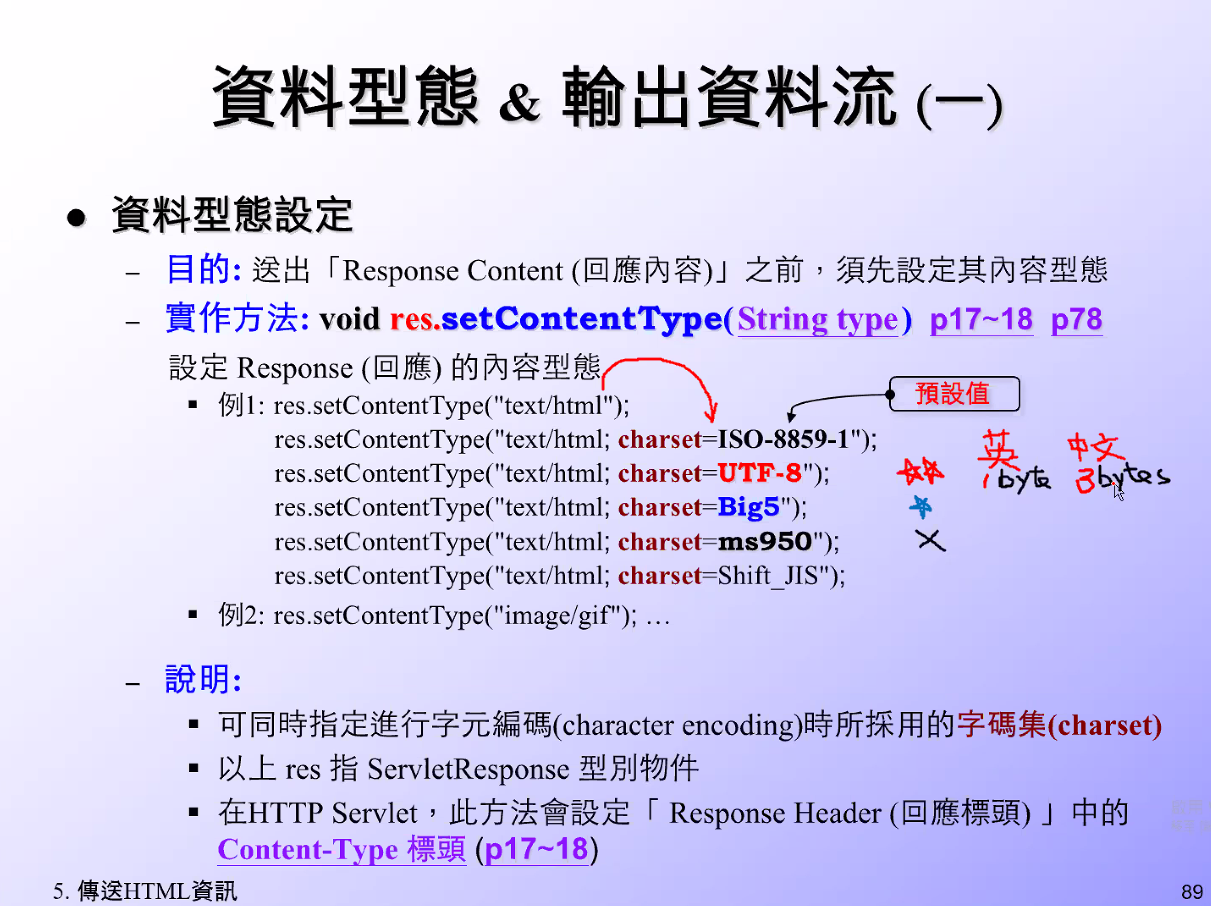 資料型態 & 輸出資料流 (一)
● 資料型態設定
– 目的: 送出「Response Content (回應內容)」之前，須先設定其內容型態
– 實作方法: void res.setContentType(String type) p17~18 p78
設定 Response (回應) 的內容型態
預設值
▪ 例1: res.setContentType("text/html");
res.setContentType("text/html; charset=ISO-8859-1");
英 中文
res.setContentType("text/html; charset=UTF-8");
1byte 3bytes
res.setContentType("text/html; charset=Big5");
res.setContentType("text/html; charset=ms950");
res.setContentType("text/html; charset=Shift_JIS");
▪ 例2: res.setContentType("image/gif"); …
– 說明:
▪ 可同時指定進行字元編碼(character encoding)時所採用的字碼集(charset)
▪ 以上 res 指 ServletResponse 型別物件
▪ 在HTTP Servlet，此方法會設定「 Response Header (回應標頭) 」中的
Content-Type 標頭 (p17~18)
5. 傳送HTML資訊
89